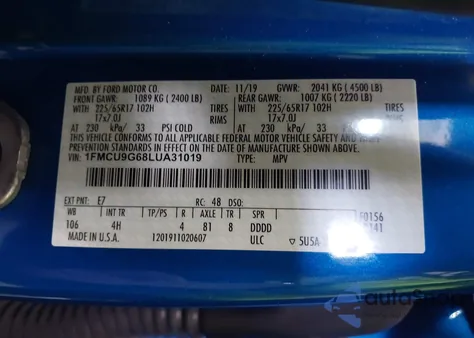 MFD. BY FORD MOTOR CO. 11/19 GVWR: 2041 KG ( 4500 LB)
FRONT GAWR: 1089 KG ( 2400 LB) REAR GAWR: 1007 KG ( 2220 LB)
225/65R17 102H 225/65R17 102H
17x7.0J 17x7.0J
AT 230 kPa/ 33 PSI COLD AT 230 kPa/ 33 PSI COLD
THIS VEHICLE CONFORMS TO ALL APPLICABLE FEDERAL MOTOR VEHICLE SAFETY AND
THEFT PREVENTION STANDARDS IN EFFECT ON THE DATE OF MANUFACTURE SHOWN ABOVE.
VIN: 1FMCU9G68LUA31019 TYPE: MPV
EXT PNT: E7 RC: 48 DSO:
WB INT TR TP/PS R AXLE TR SPR
106 4H 4 81 8 DDDD
MADE IN U.S.A. 1201911020607 ULC